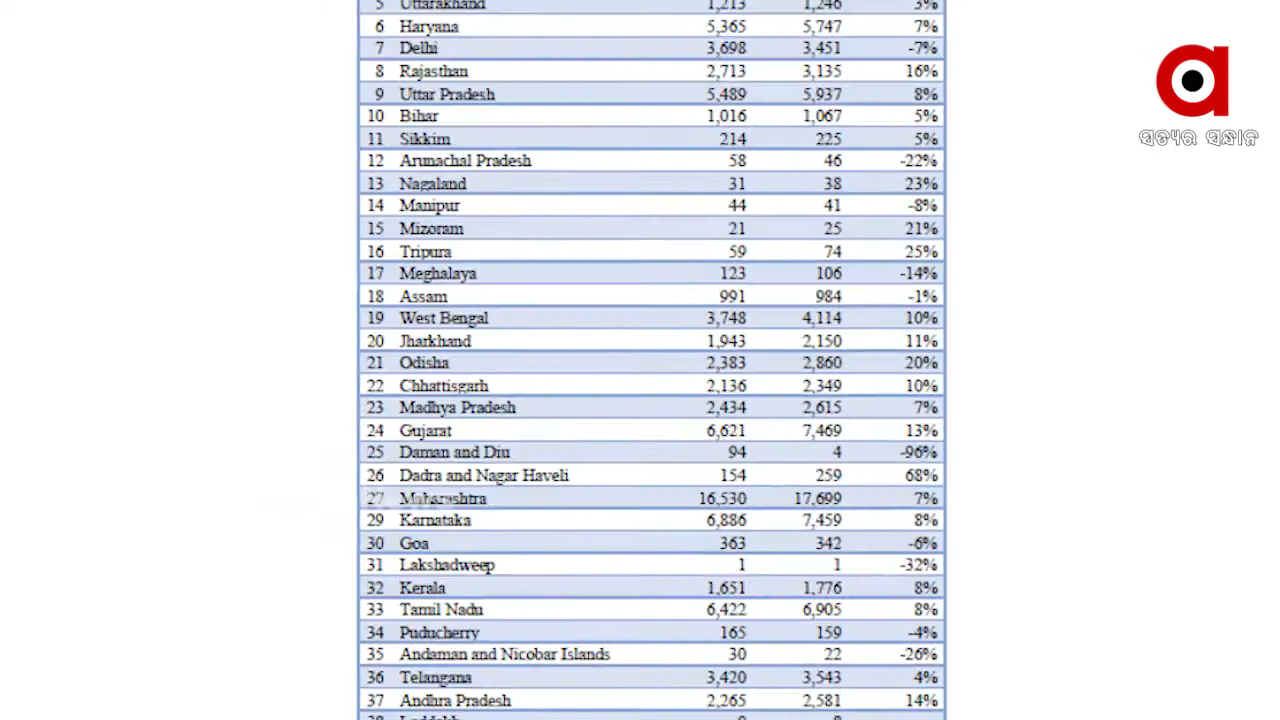 5 Uttarakhand 1,213 1,246 3%
6 Haryana 5,365 5,747 7%
7 Delhi 3,698 3,451 -7%
8 Rajasthan 2,713 3,135 16%
9 Uttar Pradesh 5,489 5,937 8%
10 Bihar 1,016 1,067 5%
11 Sikkim 214 225 5%
12 Arunachal Pradesh 58 46 -22%
13 Nagaland 31 38 23%
14 Manipur 44 41 -8%
15 Mizoram 21 25 21%
16 Tripura 59 74 25%
17 Meghalaya 123 106 -14%
18 Assam 991 984 -1%
19 West Bengal 3,748 4,114 10%
20 Jharkhand 1,943 2,150 11%
21 Odisha 2,383 2,860 20%
22 Chhattisgarh 2,136 2,349 10%
23 Madhya Pradesh 2,434 2,615 7%
24 Gujarat 6,621 7,469 13%
25 Daman and Diu 94 4 -96%
26 Dadra and Nagar Haveli 154 259 68%
27 Maharashtra 16,530 17,699 7%
29 Karnataka 6,886 7,459 8%
30 Goa 363 342 -6%
31 Lakshadweep 1 1 -32%
32 Kerala 1,651 1,776 8%
33 Tamil Nadu 6,422 6,905 8%
34 Puducherry 165 159 -4%
35 Andaman and Nicobar Islands 30 22 -26%
36 Telangana 3,420 3,543 4%
37 Andhra Pradesh 2,265 2,581 14%
ସତ୍ୟର ସନ୍ଧାନ